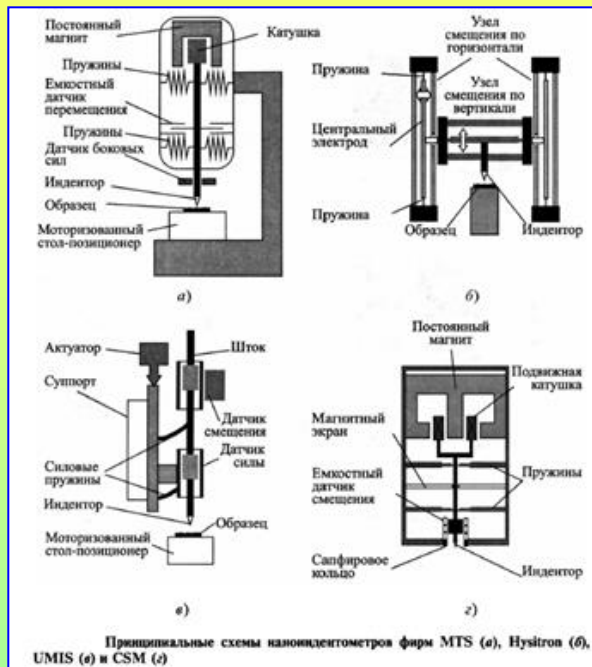 Постоянный
магнит
Катушка
Пружины
Емкостный
датчик
перемещения
Пружины
Датчик боковых
сил
Индентор
Образец
Моторизованный
стол-позиционер
а)
Узел
смещения по
горизонтали
Пружина
Узел
смещения по
вертикали
Центральный
электрод
Пружина
Образец
Индентор
б)
Актуатор
Шток
Суппорт
Датчик
смещения
Датчик
силы
Силовые
пружины
Индентор
Образец
Моторизованный
стол-позиционер
в)
Постоянный
магнит
Подвижная
катушка
Магнитный
экран
Емкостный
датчик
смещения
Пружины
Сапфировое
кольцо
Индентор
г)
Принципиальные схемы наноиндентометров фирм MTS (а), Hysitron (б),
UMIS (в) и CSM (г)